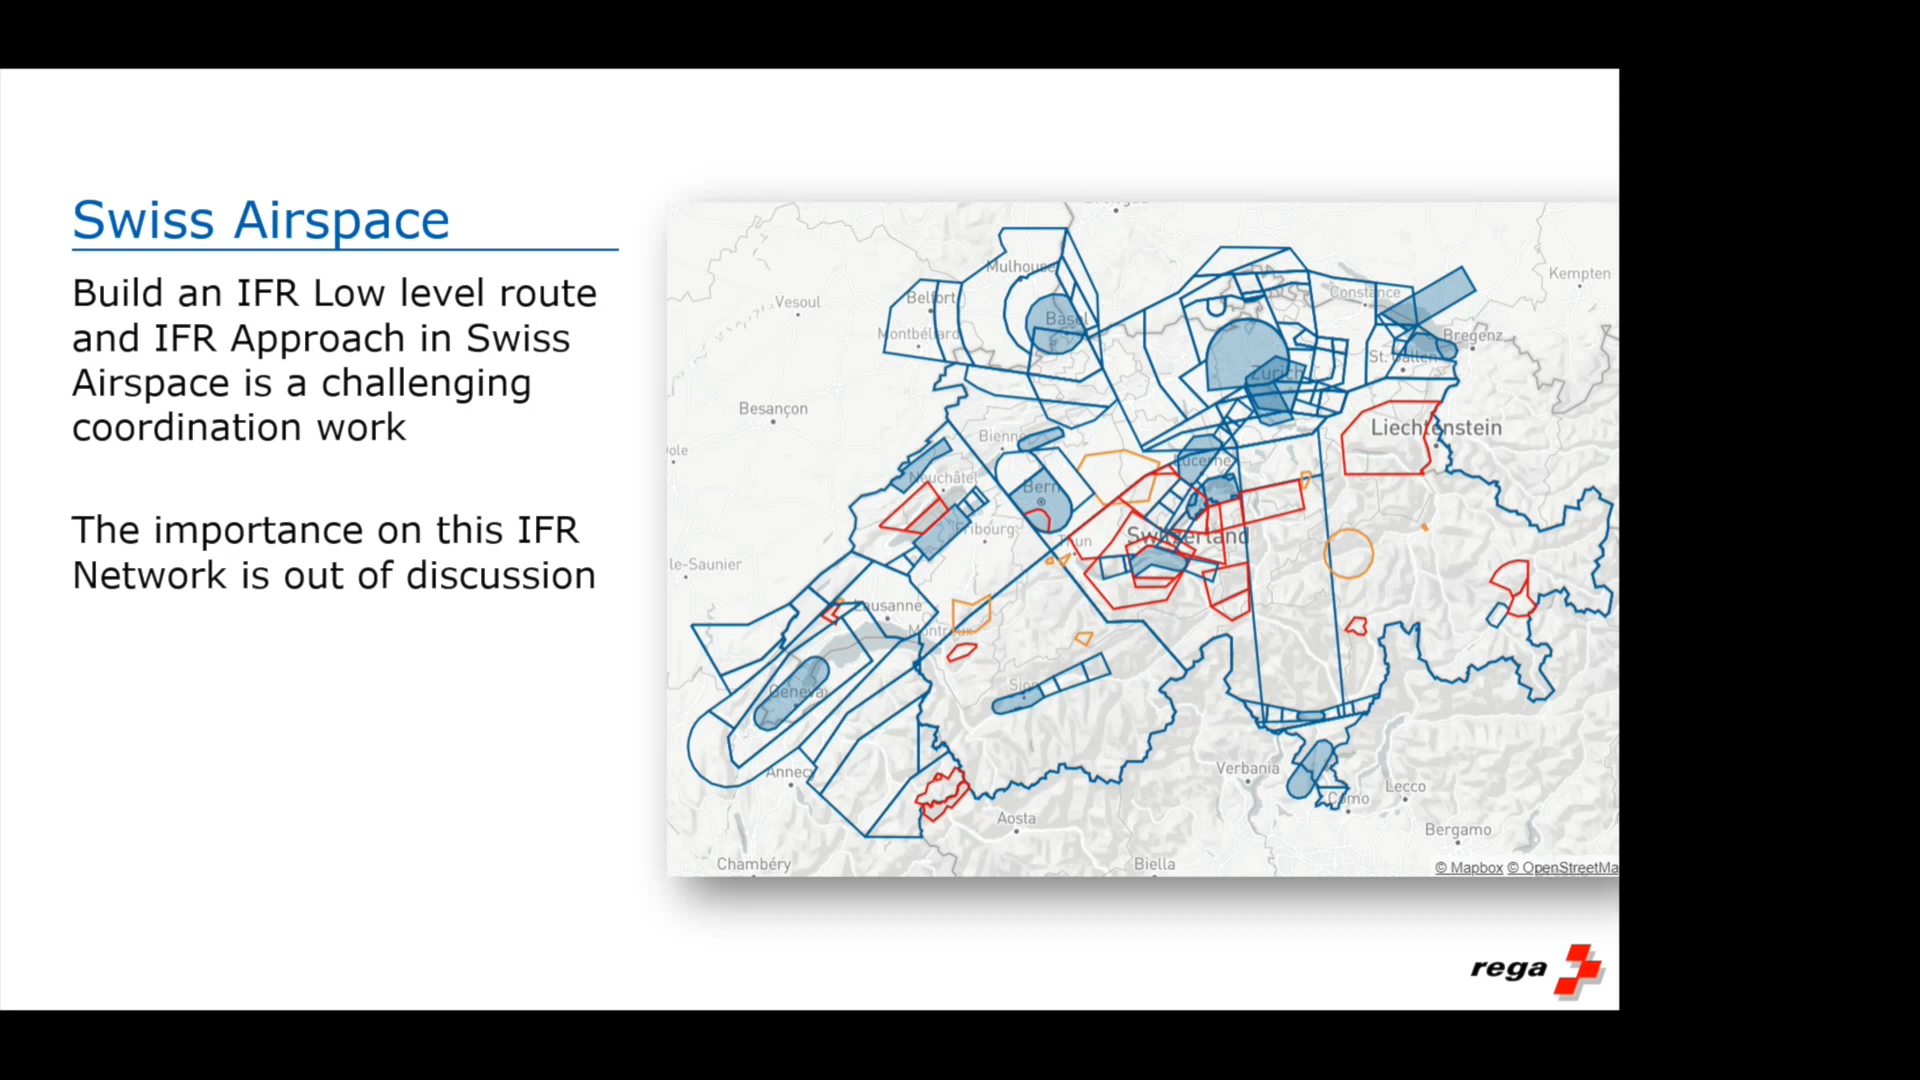 Swiss Airspace
Build an IFR Low level route
and IFR Approach in Swiss
Airspace is a challenging
coordination work
The importance on this IFR
Network is out of discussion
Mulhouse
Kempten
Vesoul
Belfort
Constance
Montbéliard
Basel
Bregenz
St. Gallen
Zurich
Besançon
Liechtenstein
Bienne
Lucerne
Neuchâtel
Bern
Fribourg
Switzerland
Thun
le-Saunier
Lausanne
Montreux
Sion
Geneva
Annecy
Verbania
Lecco
Como
Aosta
Bergamo
Chambéry
Biella
© Mapbox © OpenStreetMa
rega